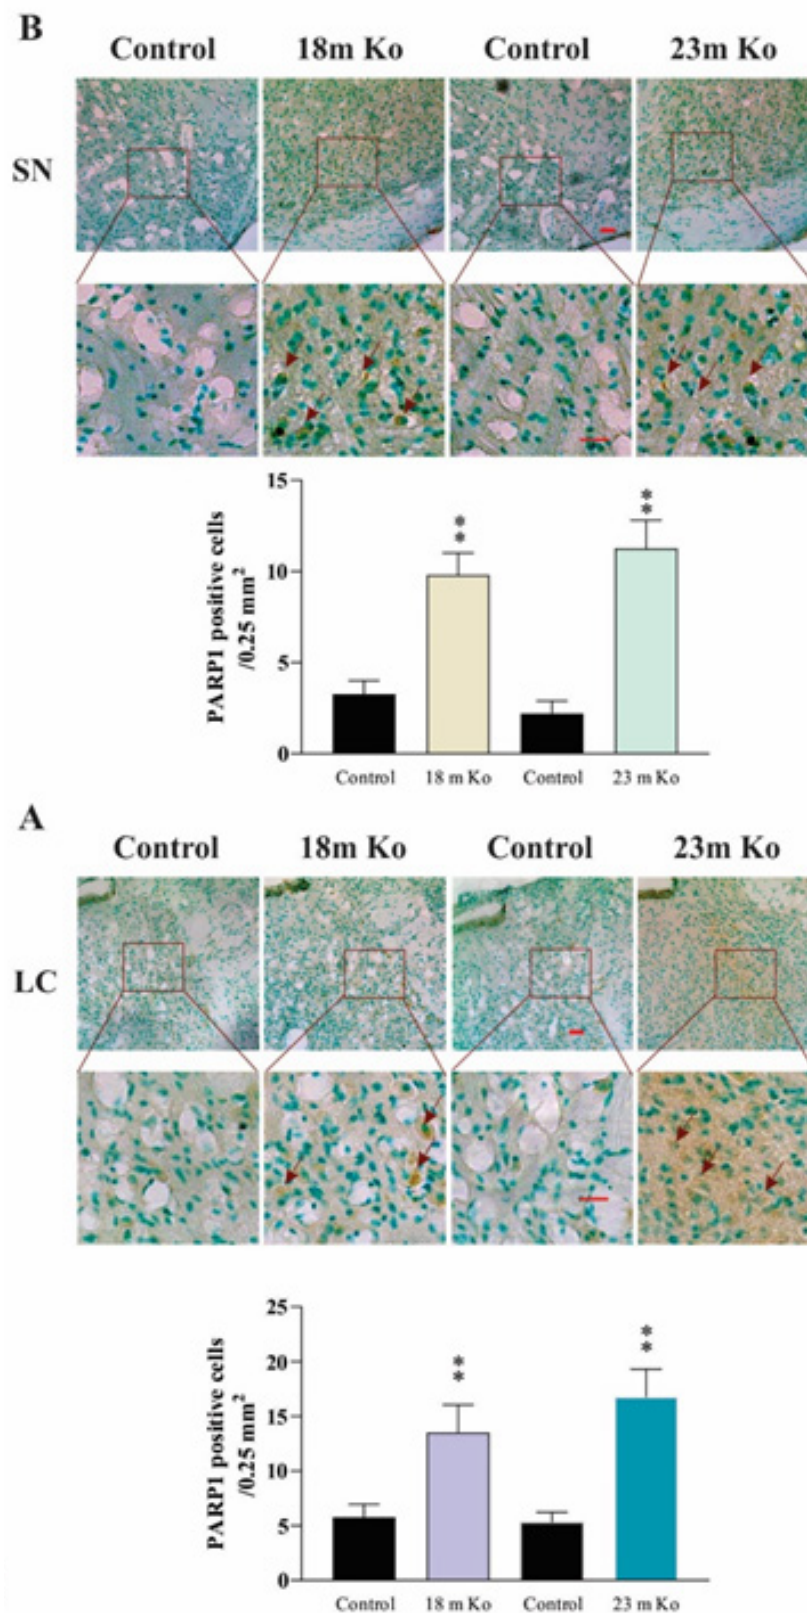 B
Control 18m Ko Control 23m Ko
SN
PARP1 positive cells
/0.25 mm²
15
10
5
0
**
**
Control 18 m Ko Control 23 m Ko
A
Control 18m Ko Control 23m Ko
LC
PARP1 positive cells
/0.25 mm²
25
20
15
10
5
0
**
**
Control 18 m Ko Control 23 m Ko